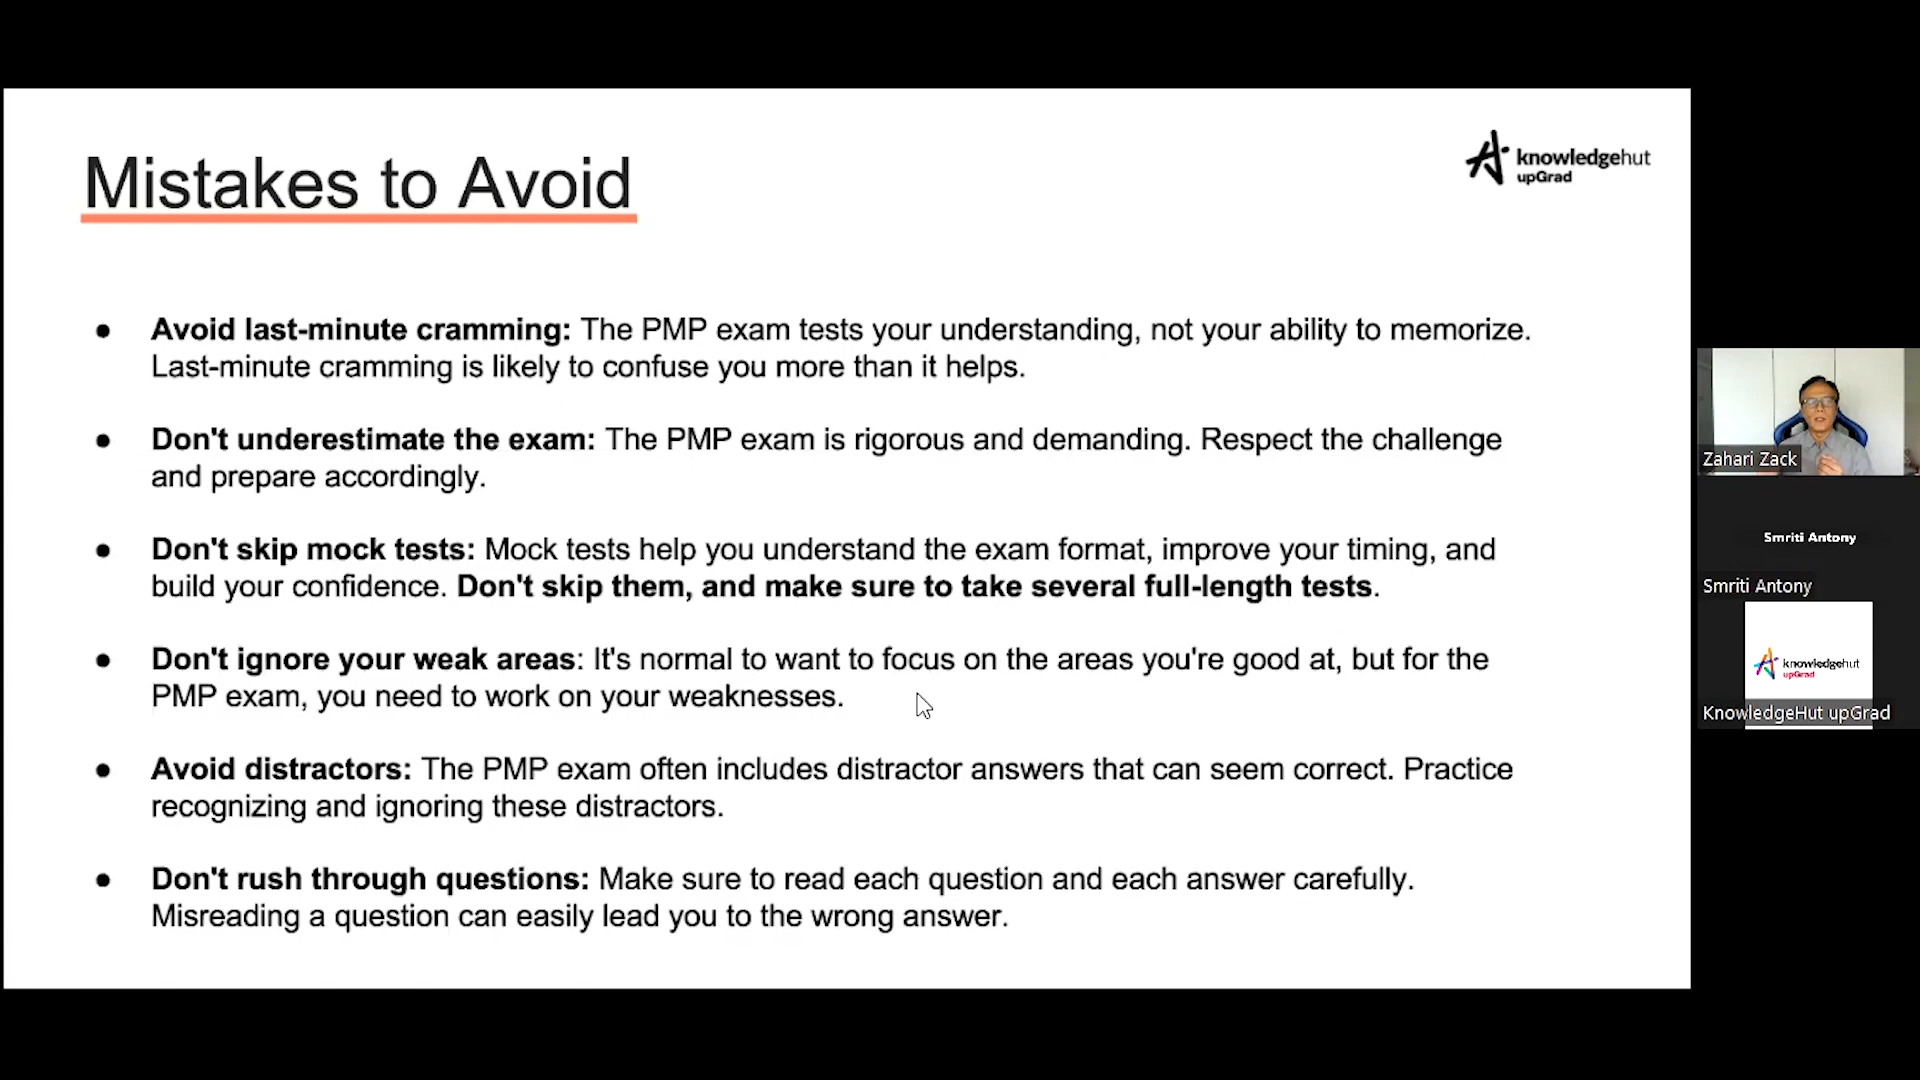 Mistakes to Avoid
knowledgehut
upGrad
● Avoid last-minute cramming: The PMP exam tests your understanding, not your ability to memorize.
Last-minute cramming is likely to confuse you more than it helps.
● Don't underestimate the exam: The PMP exam is rigorous and demanding. Respect the challenge
and prepare accordingly.
● Don't skip mock tests: Mock tests help you understand the exam format, improve your timing, and
build your confidence. Don't skip them, and make sure to take several full-length tests.
● Don't ignore your weak areas: It's normal to want to focus on the areas you're good at, but for the
PMP exam, you need to work on your weaknesses.
● Avoid distractors: The PMP exam often includes distractor answers that can seem correct. Practice
recognizing and ignoring these distractors.
● Don't rush through questions: Make sure to read each question and each answer carefully.
Misreading a question can easily lead you to the wrong answer.
Zahari Zack
Smriti Antony
Smriti Antony
knowledgehut
upGrad
KnowledgeHut upGrad